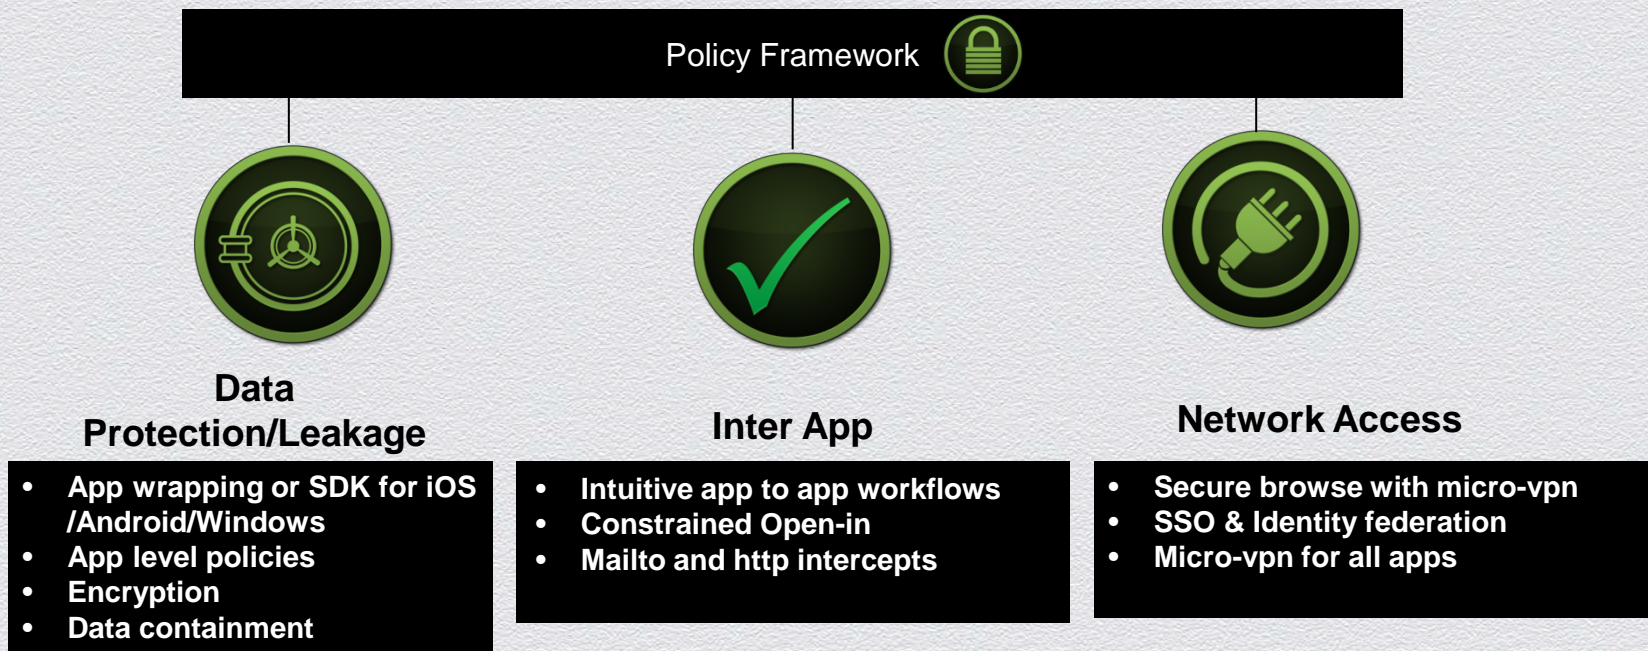 Policy Framework
Data
Protection/Leakage
• App wrapping or SDK for iOS
/Android/Windows
• App level policies
• Encryption
• Data containment
Inter App
• Intuitive app to app workflows
• Constrained Open-in
• Mailto and http intercepts
Network Access
• Secure browse with micro-vpn
• SSO & Identity federation
• Micro-vpn for all apps